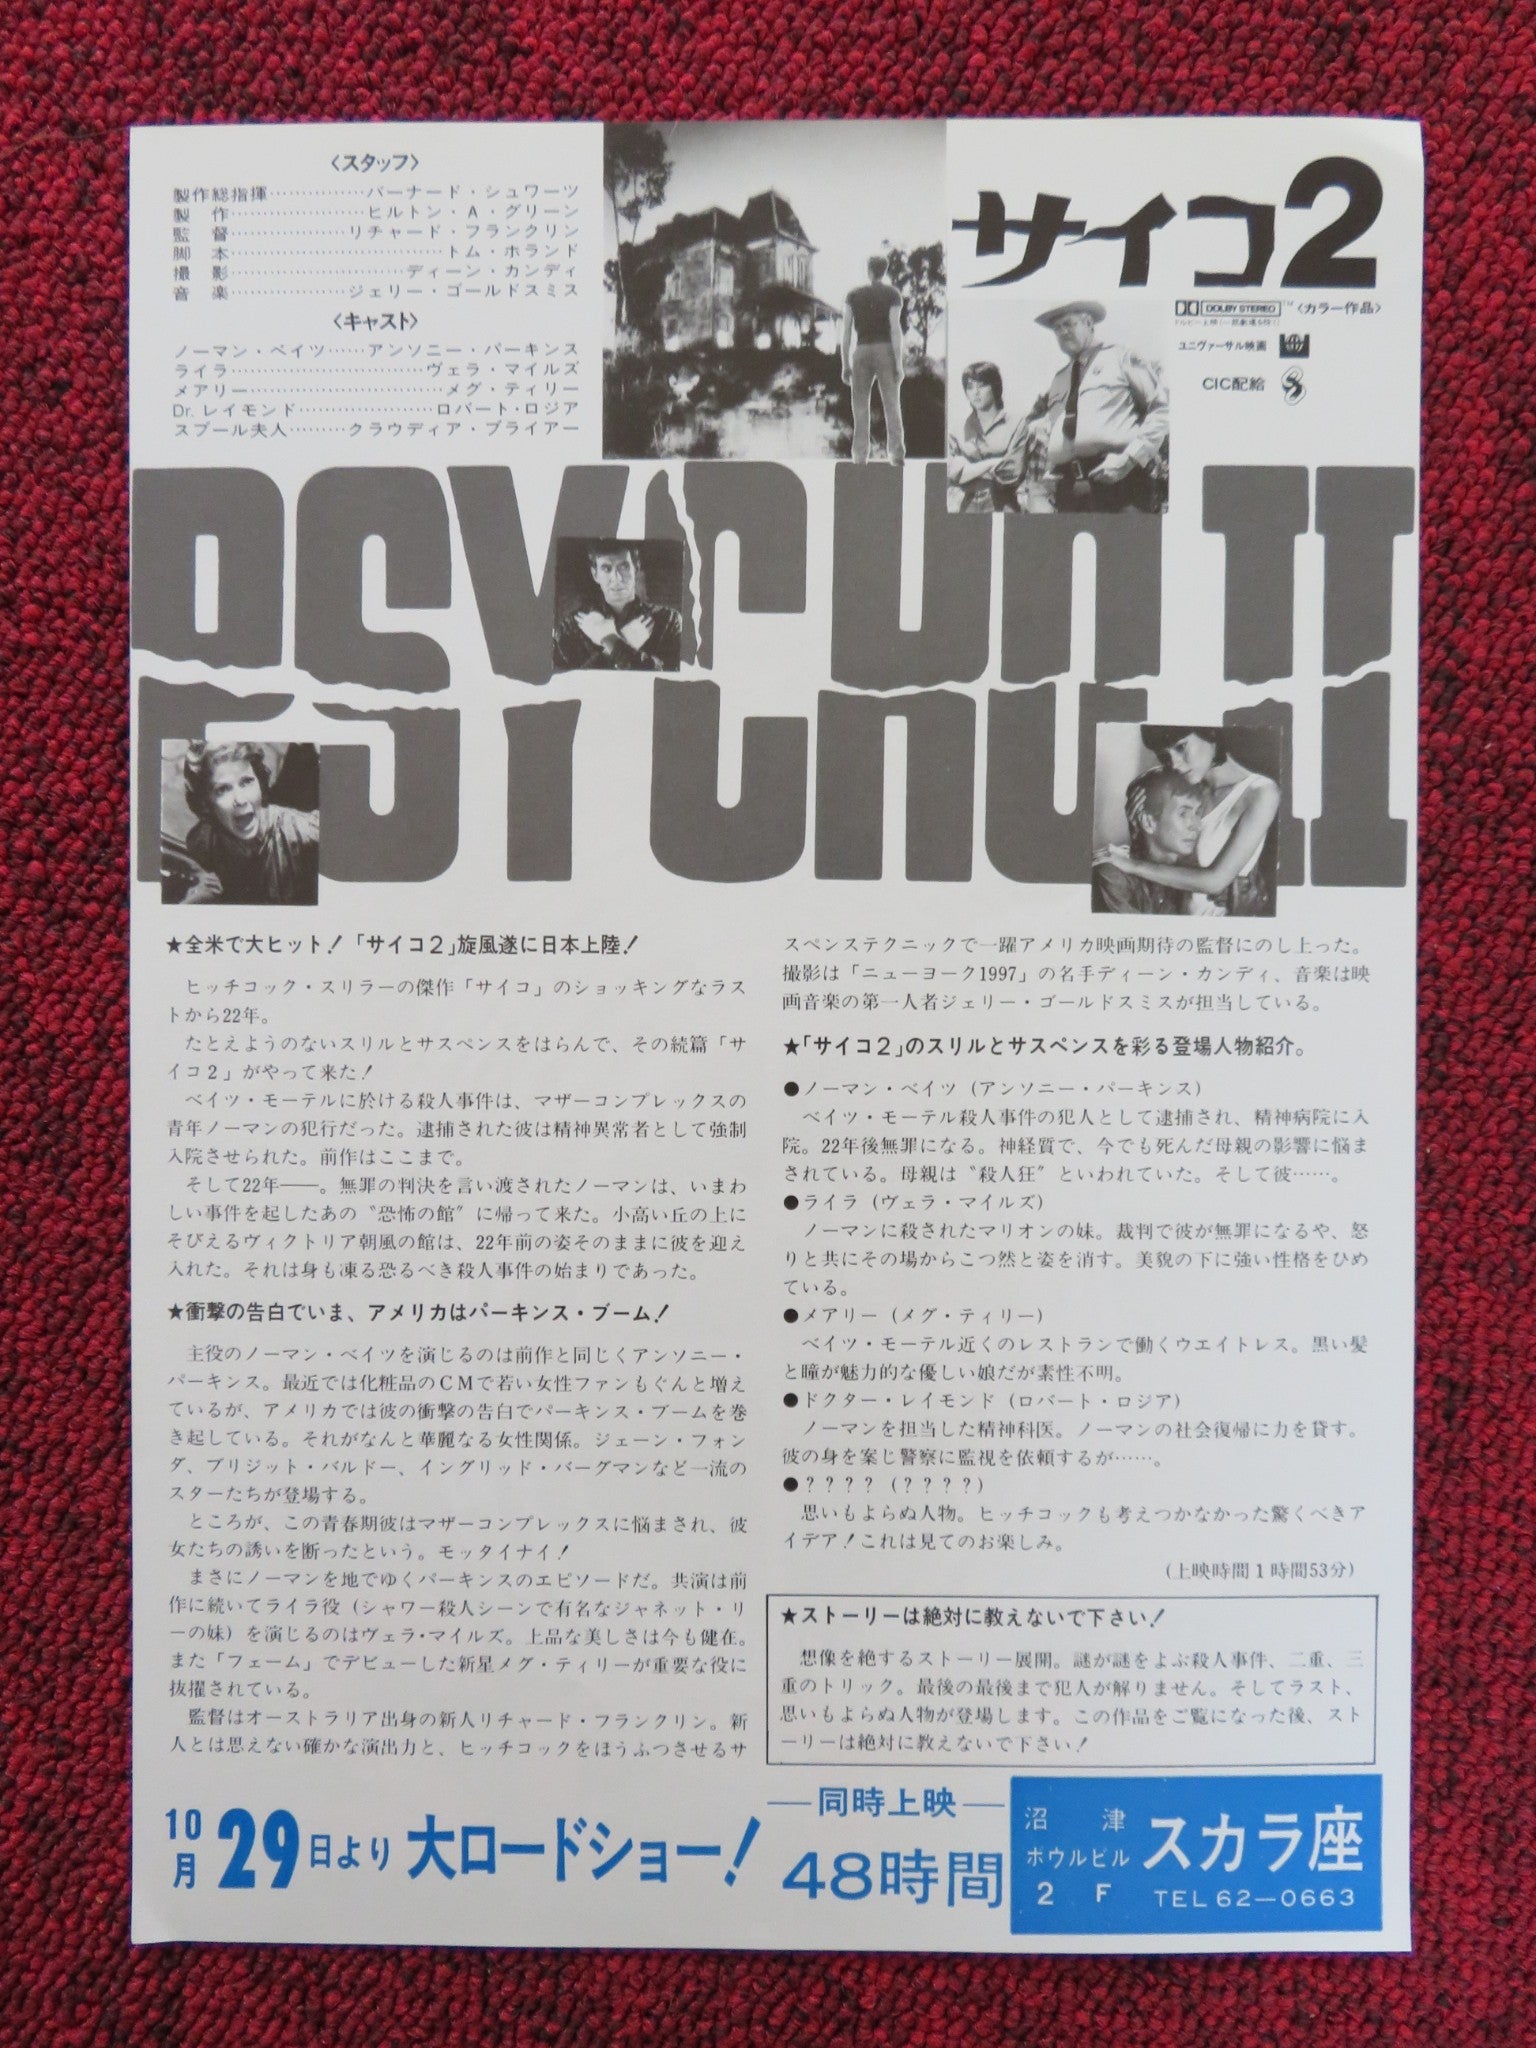 〈スタッフ〉
製作総指揮……………バーナード・シュワーツ
製　作…………………ヒルトン・A・グリーン
監　督………………リチャード・フランクリン
脚　本…………………………トム・ホランド
撮　影………………………ディーン・カンディ
音　楽………………ジェリー・ゴールドスミス
〈キャスト〉
ノーマン・ベイツ……アンソニー・パーキンス
ライラ…………………………ヴェラ・マイルズ
メアリー…………………………メグ・ティリー
Dr.レイモンド…………………ロバート・ロジア
スプール夫人………クラウディア・ブライアー
サイコ2
DOLBY STEREO TM 〈カラー作品〉
ユニヴァーサル映画
CIC配給
PSYCHO II
★全米で大ヒット！「サイコ２」旋風遂に日本上陸！
ヒッチコック・スリラーの傑作「サイコ」のショッキングなラス
トから22年。
たとえようのないスリルとサスペンスをはらんで、その続篇「サ
イコ２」がやって来た！
ベイツ・モーテルに於ける殺人事件は、マザーコンプレックスの
青年ノーマンの犯行だった。逮捕された彼は精神異常者として強制
入院させられた。前作はここまで。
そして22年——。無罪の判決を言い渡されたノーマンは、いまわ
しい事件を起したあの〝恐怖の館〞に帰って来た。小高い丘の上に
そびえるヴィクトリア朝風の館は、22年前の姿そのままに彼を迎え
入れた。それは身も凍る恐るべき殺人事件の始まりであった。
★衝撃の告白でいま、アメリカはパーキンス・ブーム！
主役のノーマン・ベイツを演じるのは前作と同じくアンソニー・
パーキンス。最近では化粧品のＣＭで若い女性ファンもぐんと増え
ているが、アメリカでは彼の衝撃の告白でパーキンス・ブームを巻
き起している。それがなんと華麗なる女性関係。ジェーン・フォン
ダ、ブリジット・バルドー、イングリッド・バーグマンなど一流の
スターたちが登場する。
ところが、この青春期彼はマザーコンプレックスに悩まされ、彼
女たちの誘いを断ったという。モッタイナイ！
まさにノーマンを地でゆくパーキンスのエピソードだ。共演は前
作に続いてライラ役（シャワー殺人シーンで有名なジャネット・リ
ーの妹）を演じるのはヴェラ・マイルズ。上品な美しさは今も健在。
また「フェーム」でデビューした新星メグ・ティリーが重要な役に
抜擢されている。
監督はオーストラリア出身の新人リチャード・フランクリン。新
人とは思えない確かな演出力と、ヒッチコックをほうふつさせるサ
スペンステクニックで一躍アメリカ映画期待の監督にのし上った。
撮影は「ニューヨーク1997」の名手ディーン・カンディ、音楽は映
画音楽の第一人者ジェリー・ゴールドスミスが担当している。
★「サイコ２」のスリルとサスペンスを彩る登場人物紹介。
●ノーマン・ベイツ（アンソニー・パーキンス）
ベイツ・モーテル殺人事件の犯人として逮捕され、精神病院に入
院。22年後無罪になる。神経質で、今でも死んだ母親の影響に悩ま
されている。母親は〝殺人狂〞といわれていた。そして彼……。
●ライラ（ヴェラ・マイルズ）
ノーマンに殺されたマリオンの妹。裁判で彼が無罪になるや、怒
りと共にその場からこつ然と姿を消す。美貌の下に強い性格をひめ
ている。
●メアリー（メグ・ティリー）
ベイツ・モーテル近くのレストランで働くウエイトレス。黒い髪
と瞳が魅力的な優しい娘だが素性不明。
●ドクター・レイモンド（ロバート・ロジア）
ノーマンを担当した精神科医。ノーマンの社会復帰に力を貸す。
彼の身を案じ警察に監視を依頼するが……。
●？？？？（？？？？）
思いもよらぬ人物。ヒッチコックも考えつかなかった驚くべきア
イデア！これは見てのお楽しみ。
（上映時間１時間53分）
★ストーリーは絶対に教えないで下さい！
想像を絶するストーリー展開。謎が謎をよぶ殺人事件、二重、三
重のトリック。最後の最後まで犯人が解りません。そしてラスト、
思いもよらぬ人物が登場します。この作品をご覧になった後、スト
ーリーは絶対に教えないで下さい！
10月29日より 大ロードショー！
—同時上映—
48時間
沼津
ボウルビル
2F
スカラ座
TEL 62—0663